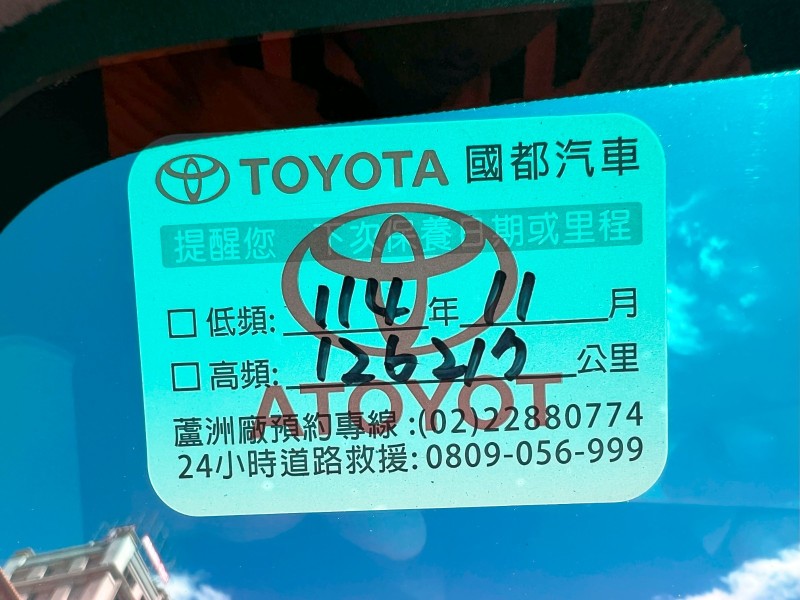 TOYOTA 國都汽車
提醒您 下次保養日期或里程
□ 低頻: 114 年 11 月
□ 高頻: 126217 公里
ATOYOT
蘆洲廠預約專線:(02)22880774
24小時道路救援: 0809-056-999